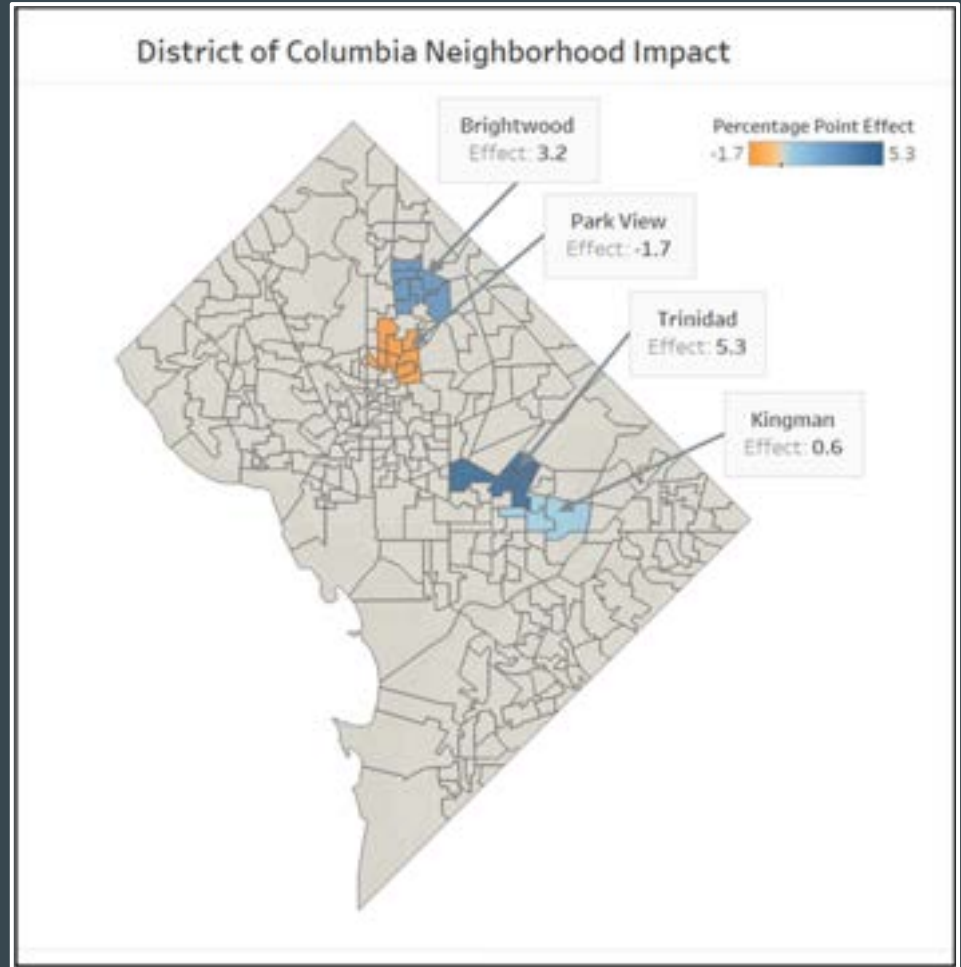 District of Columbia Neighborhood Impact
Percentage Point Effect
-1.7 5.3
Brightwood
Effect: 3.2
Park View
Effect: -1.7
Trinidad
Effect: 5.3
Kingman
Effect: 0.6